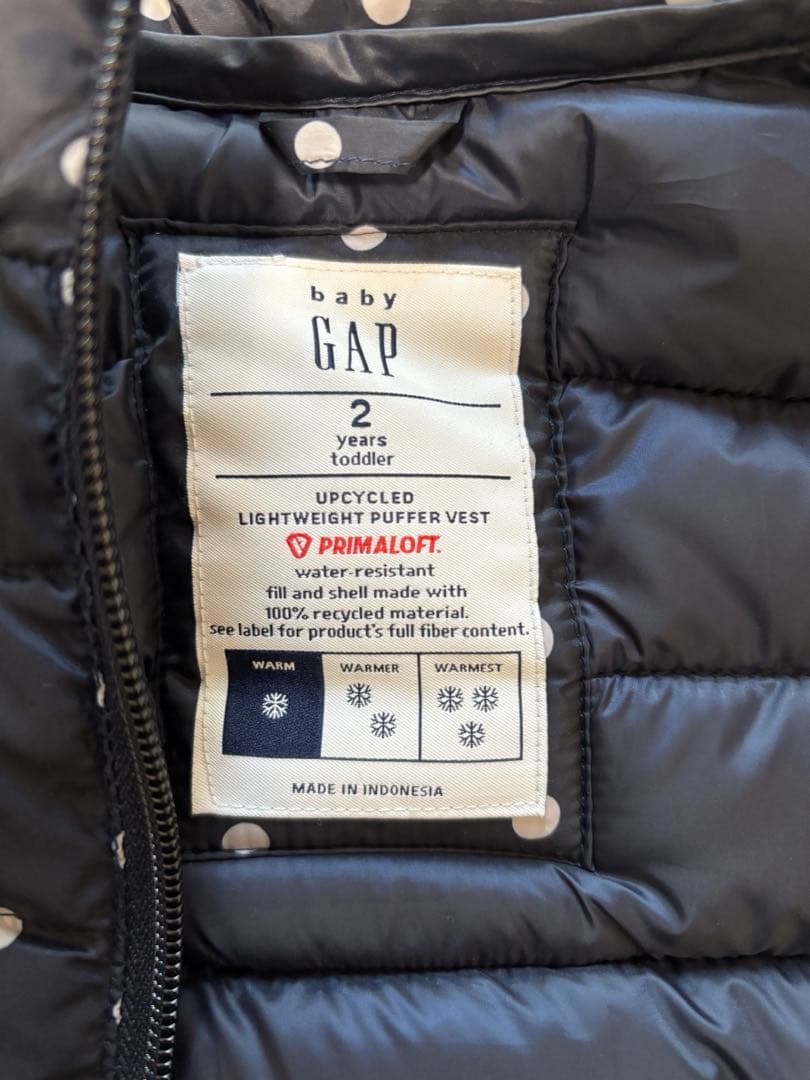 baby
GAP
2
years
toddler
UPCYCLED
LIGHTWEIGHT PUFFER VEST
PRIMALOFT.
water-resistant
fill and shell made with
100% recycled material.
see label for product's full fiber content.
WARM WARMER WARMEST
MADE IN INDONESIA